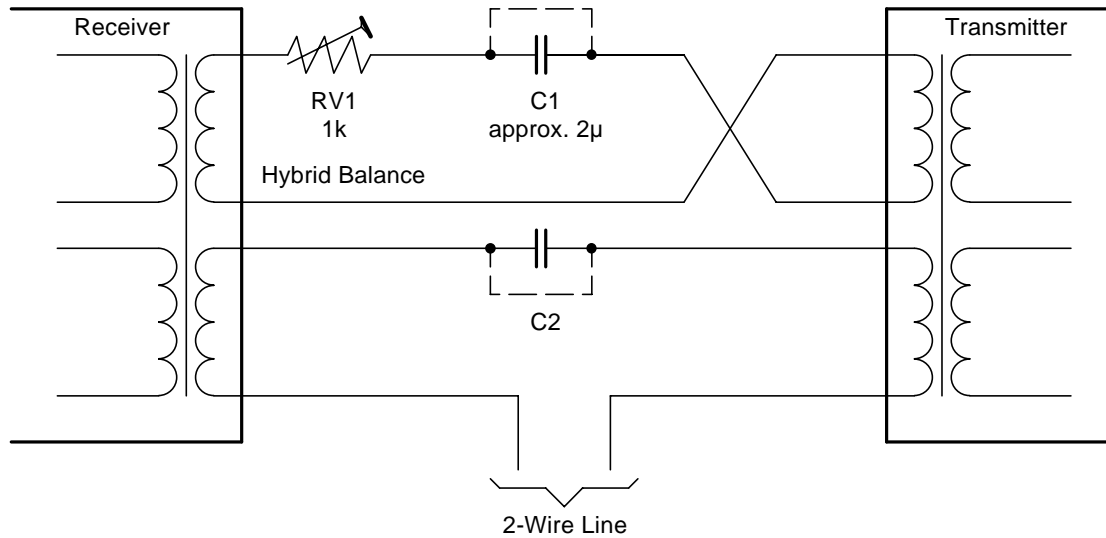 Receiver
Transmitter
RV1
1k
C1
approx. 2µ
Hybrid Balance
C2
2-Wire Line